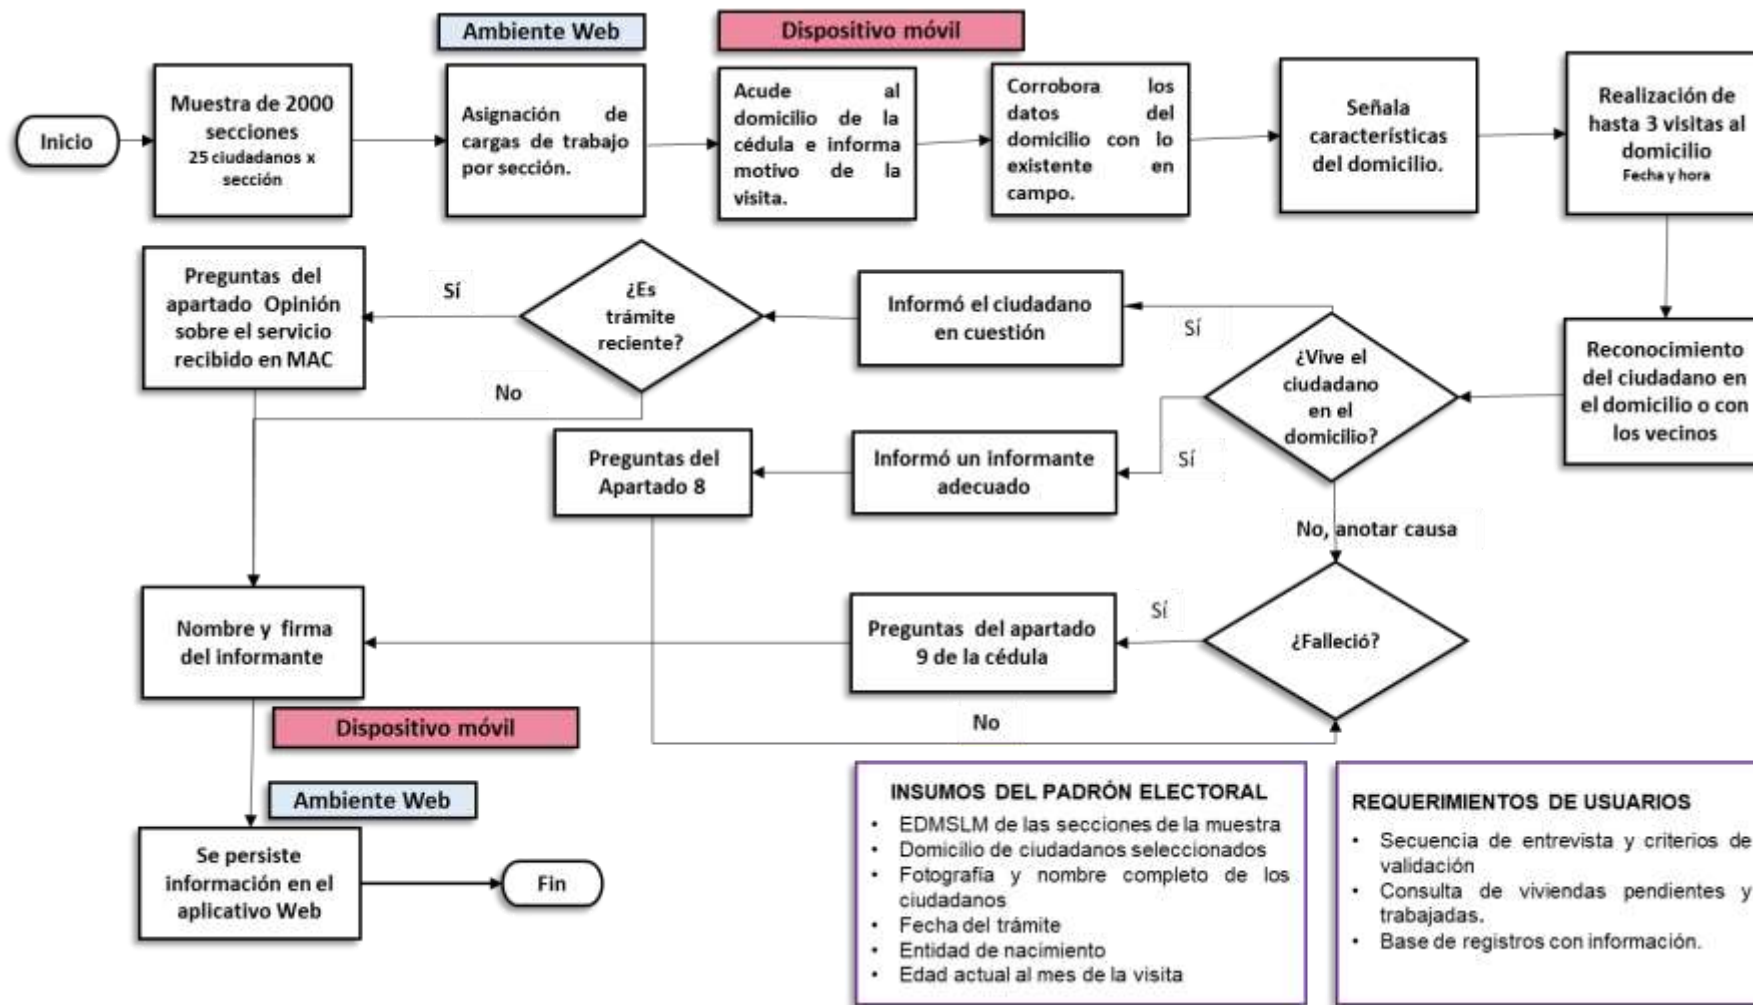 Ambiente Web
Dispositivo móvil
Inicio
Muestra de 2000
secciones
25 ciudadanos x
sección
Asignación de
cargas de trabajo
por sección.
Acude al
domicilio de la
cédula e informa
motivo de la
visita.
Corrobora los
datos del
domicilio con lo
existente en
campo.
Señala
características
del domicilio.
Realización de
hasta 3 visitas al
domicilio
Fecha y hora
Preguntas del
apartado Opinión
sobre el servicio
recibido en MAC
Sí
¿Es
trámite
reciente?
No
Informó el ciudadano
en cuestión
Sí
¿Vive el
ciudadano
en el
domicilio?
Reconocimiento
del ciudadano en
el domicilio o con
los vecinos
Preguntas del
Apartado 8
Informó un informante
adecuado
Sí
No, anotar causa
Nombre y firma
del informante
Preguntas del apartado
9 de la cédula
Sí
¿Falleció?
No
Dispositivo móvil
Ambiente Web
Se persiste
información en el
aplicativo Web
Fin
INSUMOS DEL PADRÓN ELECTORAL
• EDMSLM de las secciones de la muestra
• Domicilio de ciudadanos seleccionados
• Fotografía y nombre completo de los
ciudadanos
• Fecha del trámite
• Entidad de nacimiento
• Edad actual al mes de la visita
REQUERIMIENTOS DE USUARIOS
• Secuencia de entrevista y criterios de
validación
• Consulta de viviendas pendientes y
trabajadas.
• Base de registros con información.